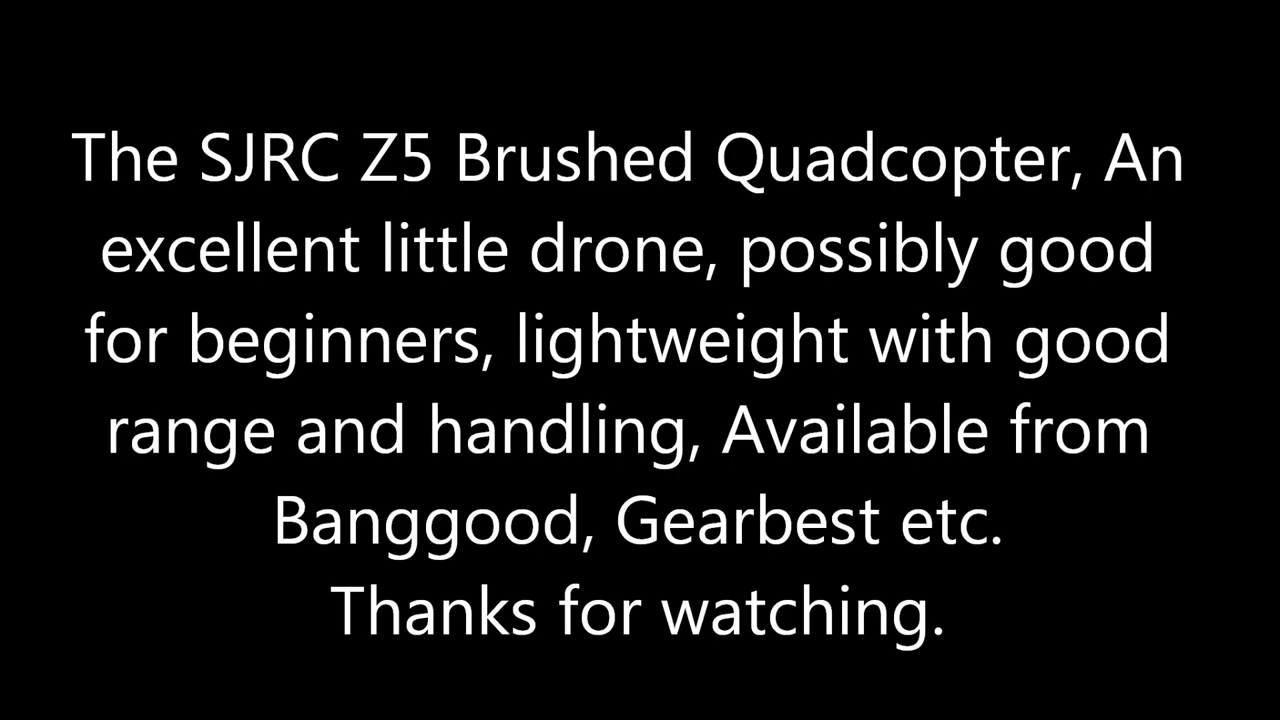 The SJRC Z5 Brushed Quadcopter, An
excellent little drone, possibly good
for beginners, lightweight with good
range and handling, Available from
Banggood, Gearbest etc.
Thanks for watching.